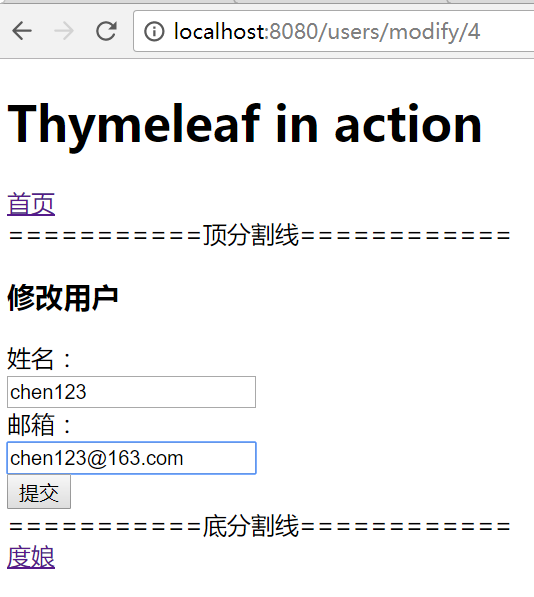 localhost:8080/users/modify/4
Thymeleaf in action
首页
===========顶分割线============
修改用户
姓名：
chen123
邮箱：
chen123@163.com
提交
===========底分割线============
度娘